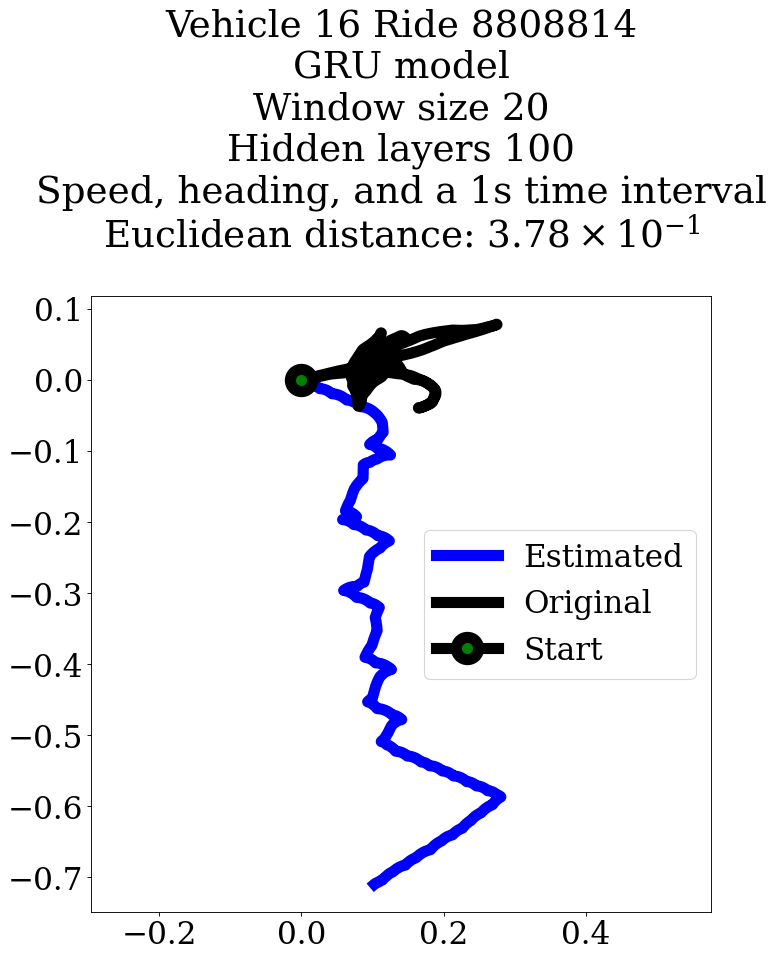 Vehicle 16 Ride 8808814
GRU model
Window size 20
Hidden layers 100
Speed, heading, and a 1s time interval
Euclidean distance: 3.78 × 10⁻¹
0.1
0.0
−0.1
−0.2
−0.3
−0.4
−0.5
−0.6
−0.7
Estimated
Original
Start
−0.2 0.0 0.2 0.4